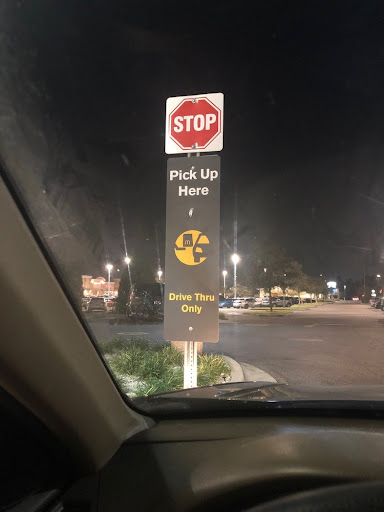 STOP
Pick Up
Here
m
Drive Thru
Only